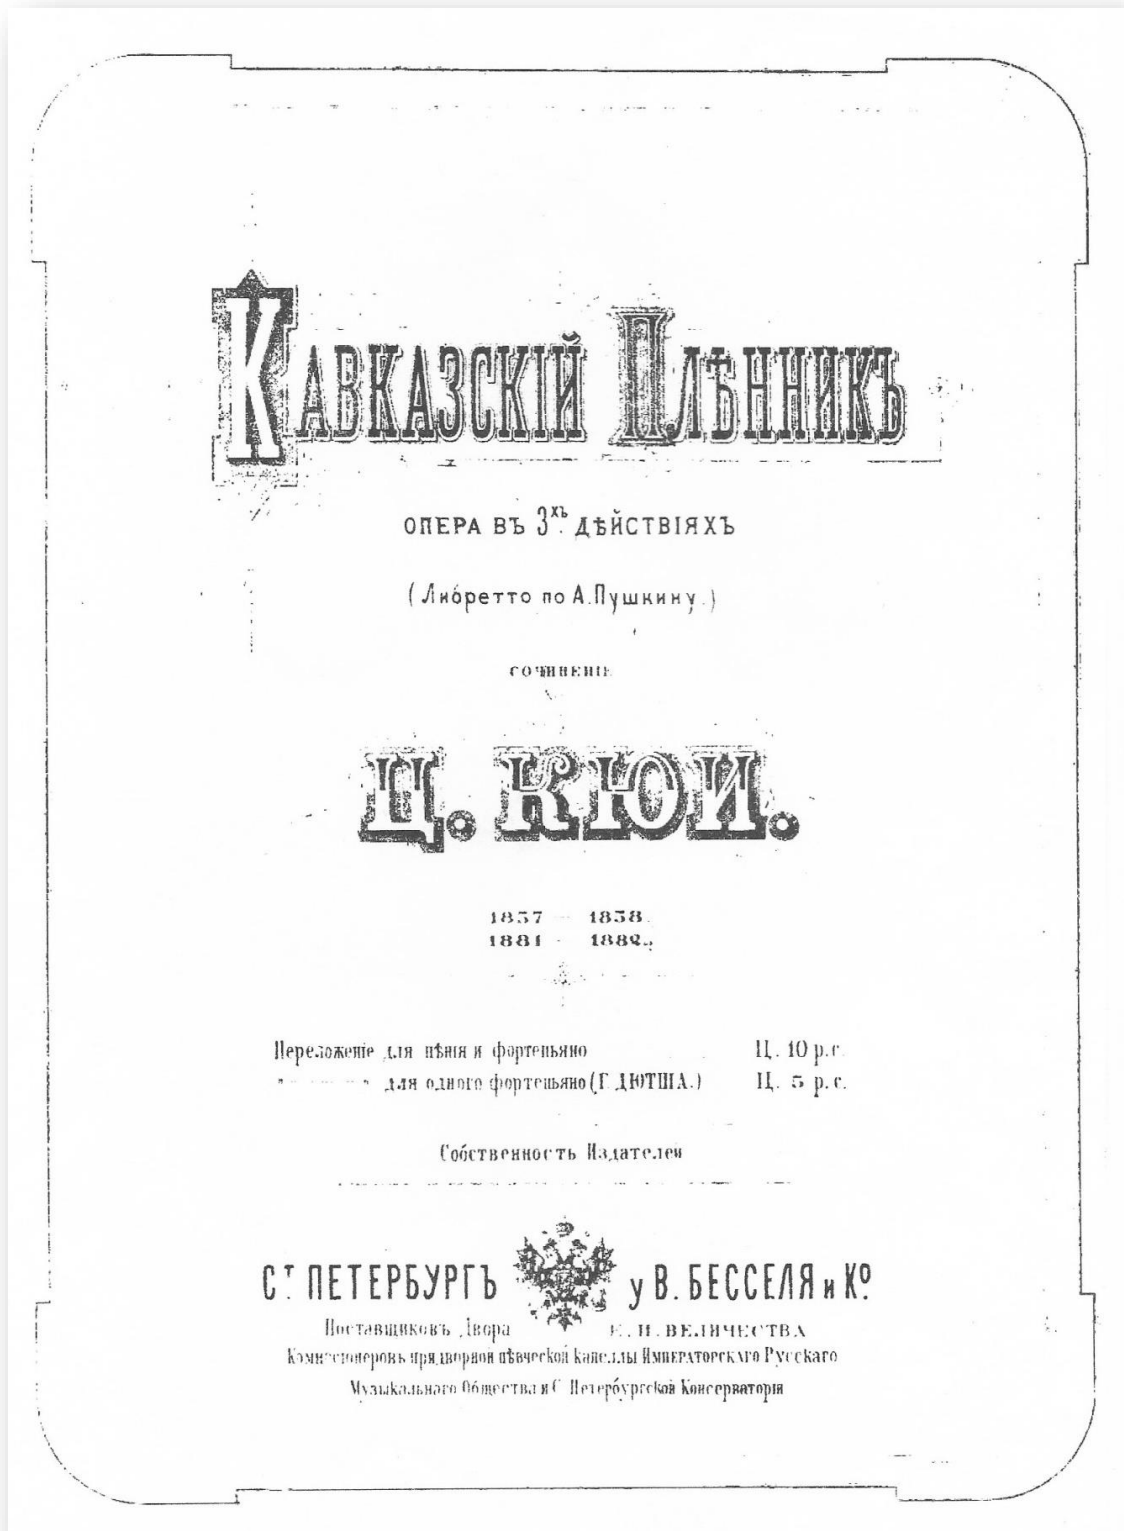 Кавказскій Плѣнникъ
ОПЕРА ВЪ 3хъ ДѢЙСТВІЯХЪ
(Либретто по А. Пушкину.)
СОЧИНЕНІЕ
Ц. КЮИ.
1857 - 1858.
1881 - 1882.
Переложеніе для пѣнія и фортепьяно Ц. 10 р.с.
" " для одного фортепьяно (Г. ДЮТША.) Ц. 5 р.с.
Собственность Издателей
Ст ПЕТЕРБУРГЪ у В. БЕССЕЛЯ и Ко
Поставщиковъ Двора Е. И. ВЕЛИЧЕСТВА
Коммиссіонеровъ придворной пѣвческой капеллы ИМПЕРАТОРСКАГО Русскаго
Музыкальнаго Общества и С. Петербургской Консерваторіи